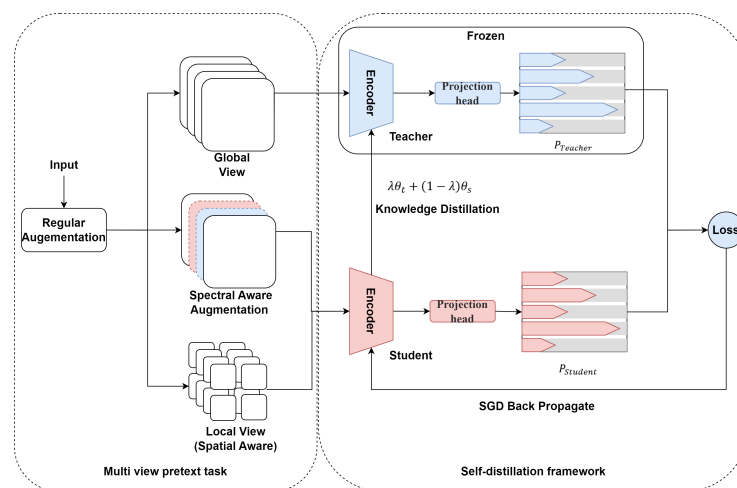 Frozen
Encoder
Projection
head
Teacher
P_Teacher
Global
View
Input
Regular
Augementation
λθ_t + (1 − λ)θ_s
Knowledge Distillation
Spectral Aware
Augmentation
Encoder
Projection
head
Student
P_Student
Loss
SGD Back Propagate
Local View
(Spatial Aware)
Multi view pretext task
Self-distillation framework